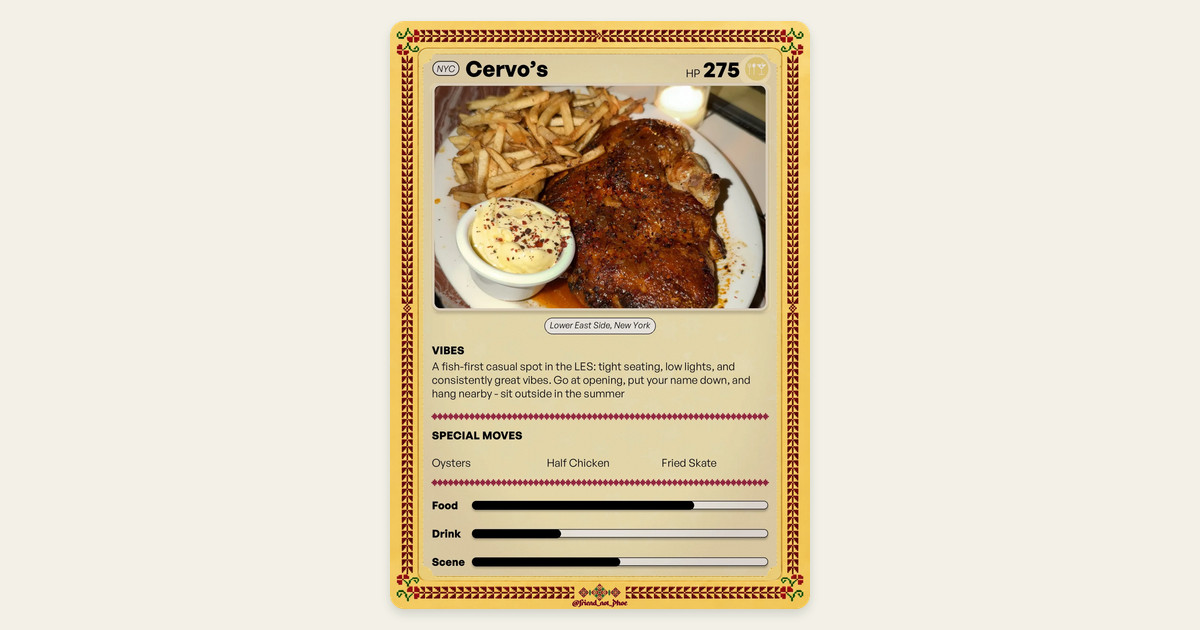 NYC Cervo's HP 275
Lower East Side, New York
VIBES
A fish-first casual spot in the LES: tight seating, low lights, and
consistently great vibes. Go at opening, put your name down, and
hang nearby - sit outside in the summer
SPECIAL MOVES
Oysters Half Chicken Fried Skate
Food
Drink
Scene
@friend_not_phoe